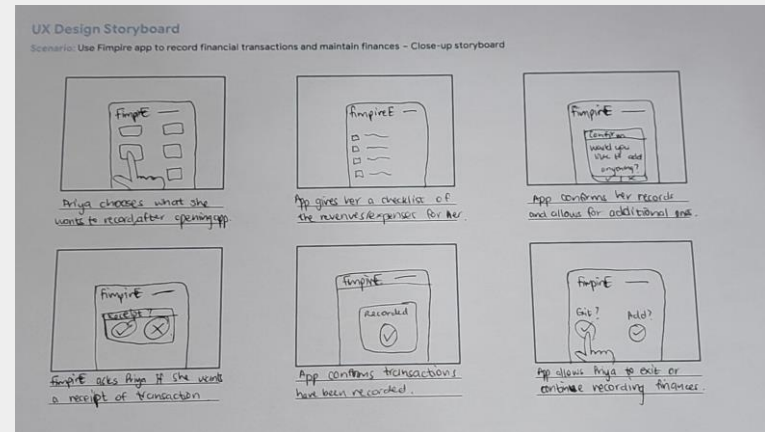 UX Design Storyboard
Scenario: Use Fimpire app to record financial transactions and maintain finances – Close-up storyboard
FimpE
fimpireE
FimpirE
Confirm
would you
like to add
anything?
Priya chooses what she
wants to record, after opening app.
App gives her a checklist of
the revenues/expenses for her.
App confirms her records
and allows for additional ones.
fimpirE
Receipt?
fimpirE
Recorded
FimpirE
Exit?
Add?
FimpirE asks Priya if she wants
a receipt of transaction
App confirms transactions
have been recorded.
App allows Priya to exit or
continue recording finances.